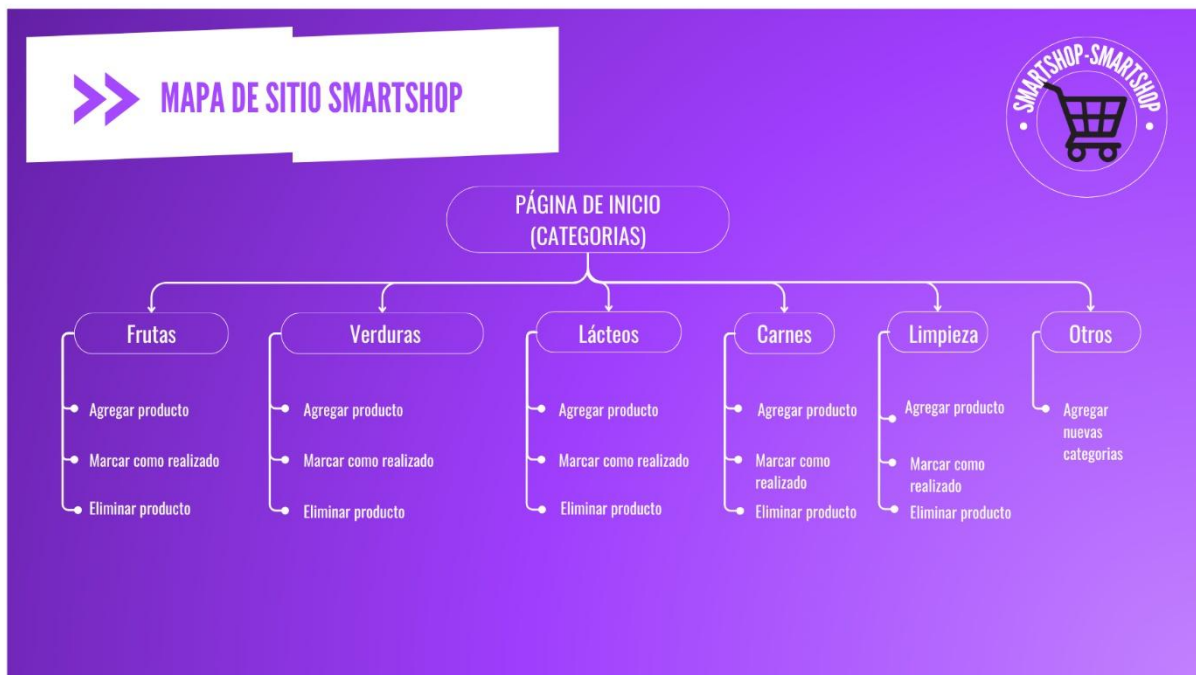 MAPA DE SITIO SMARTSHOP
SMARTSHOP-SMARTSHOP
PÁGINA DE INICIO
(CATEGORIAS)
Frutas
Verduras
Lácteos
Carnes
Limpieza
Otros
Agregar producto
Marcar como realizado
Eliminar producto
Agregar producto
Marcar como realizado
Eliminar producto
Agregar producto
Marcar como realizado
Eliminar producto
Agregar producto
Marcar como
realizado
Eliminar producto
Agregar producto
Marcar como
realizado
Eliminar producto
Agregar
nuevas
categorias